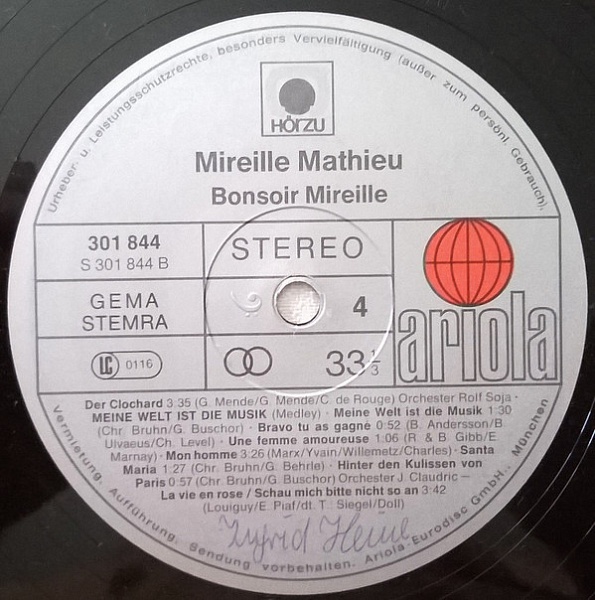 Urheber- u. Leistungsschutzrechte, besonders Vervielfältigung (außer zum persönl. Gebrauch),
HÖRZU
Mireille Mathieu
Bonsoir Mireille
301 844
S 301 844 B
STEREO
GEMA
STEMRA
4
ariola
LC 0116
33 1/3
Der Clochard 3.35 (G. Mende/G. Mende/C. de Rouge) Orchester Rolf Soja ·
MEINE WELT IST DIE MUSIK (Medley) · Meine Welt ist die Musik 1:30
(Chr. Bruhn/G. Buschor) · Bravo tu as gagné 0:52 (B. Andersson/B.
Ulvaeus/Ch. Level) · Une femme amoureuse 1:06 (R. & B. Gibb/E.
Marnay) · Mon homme 3:26 (Marx/Yvain/Willemetz/Charles) · Santa
Maria 1:27 (Chr. Bruhn/G. Behrle) · Hinter den Kulissen von
Paris 0:57 (Chr. Bruhn/G. Buschor) Orchester J. Claudric –
La vie en rose / Schau mich bitte nicht so an 3:42
(Louiguy/E. Piaf/dt. T.: Siegel/Doll)
Ingrid Heine
Vermietung, Aufführung, Sendung vorbehalten. Ariola-Eurodisc GmbH., München